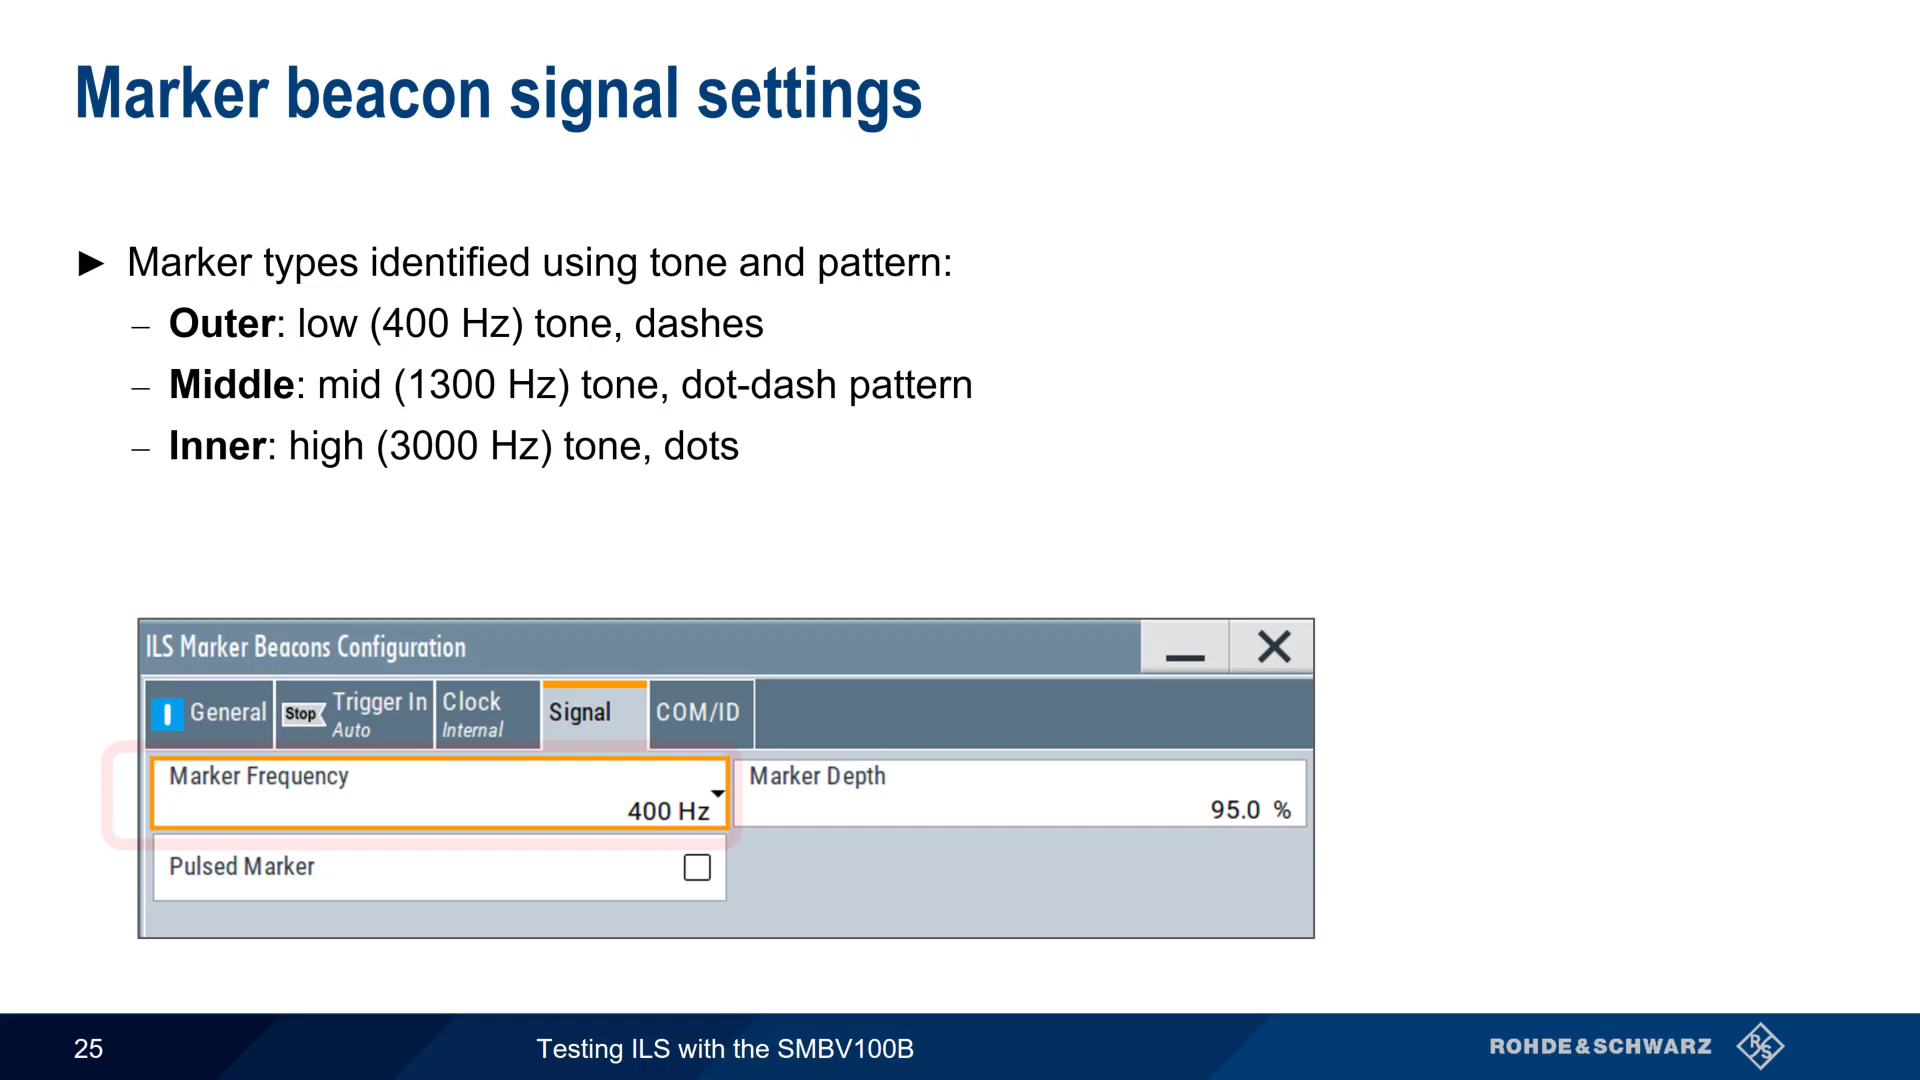 Marker beacon signal settings
► Marker types identified using tone and pattern:
– Outer: low (400 Hz) tone, dashes
– Middle: mid (1300 Hz) tone, dot-dash pattern
– Inner: high (3000 Hz) tone, dots
ILS Marker Beacons Configuration
General
Stop Trigger In
Auto
Clock
Internal
Signal
COM/ID
Marker Frequency
400 Hz
Marker Depth
95.0 %
Pulsed Marker
25
Testing ILS with the SMBV100B
ROHDE&SCHWARZ
R S